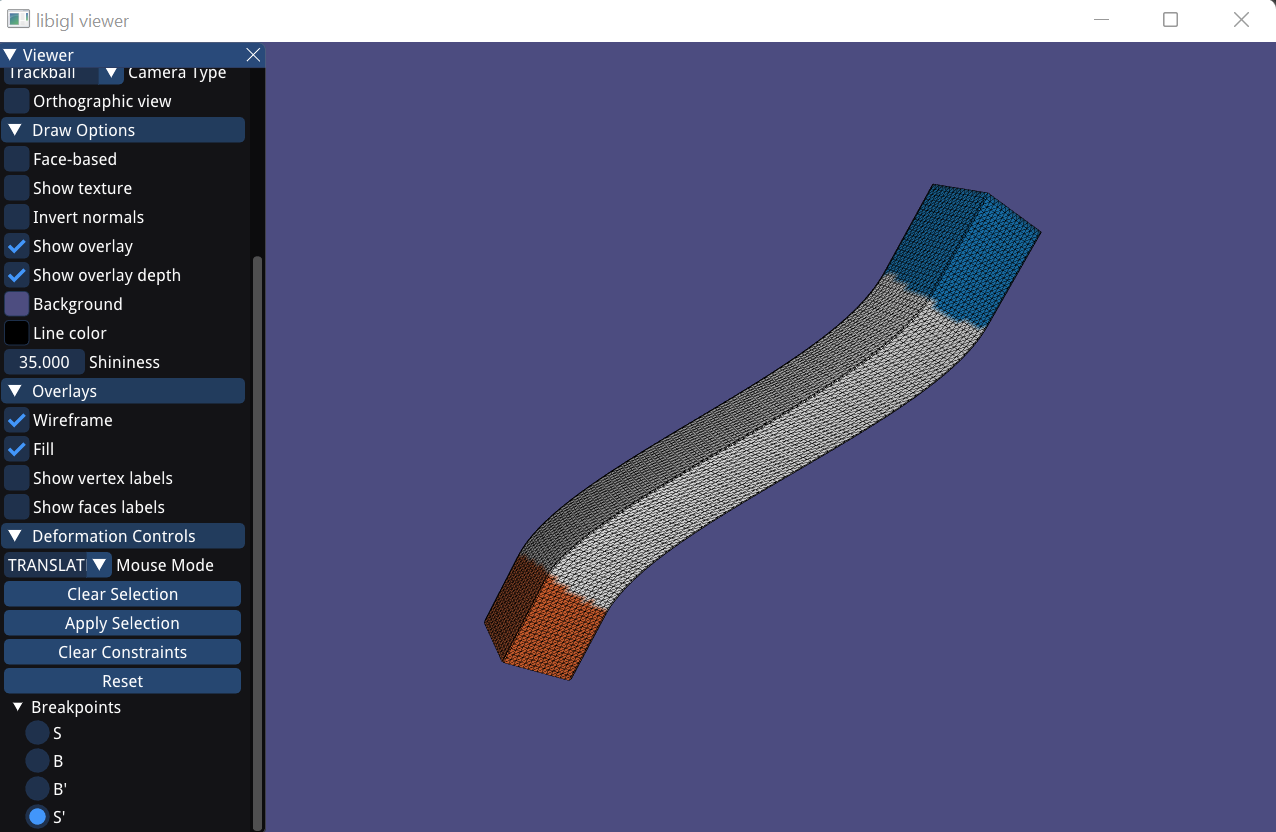 libigl viewer
Viewer
Trackball Camera Type
Orthographic view
Draw Options
Face-based
Show texture
Invert normals
Show overlay
Show overlay depth
Background
Line color
35.000 Shininess
Overlays
Wireframe
Fill
Show vertex labels
Show faces labels
Deformation Controls
TRANSLAT Mouse Mode
Clear Selection
Apply Selection
Clear Constraints
Reset
Breakpoints
S
B
B'
S'